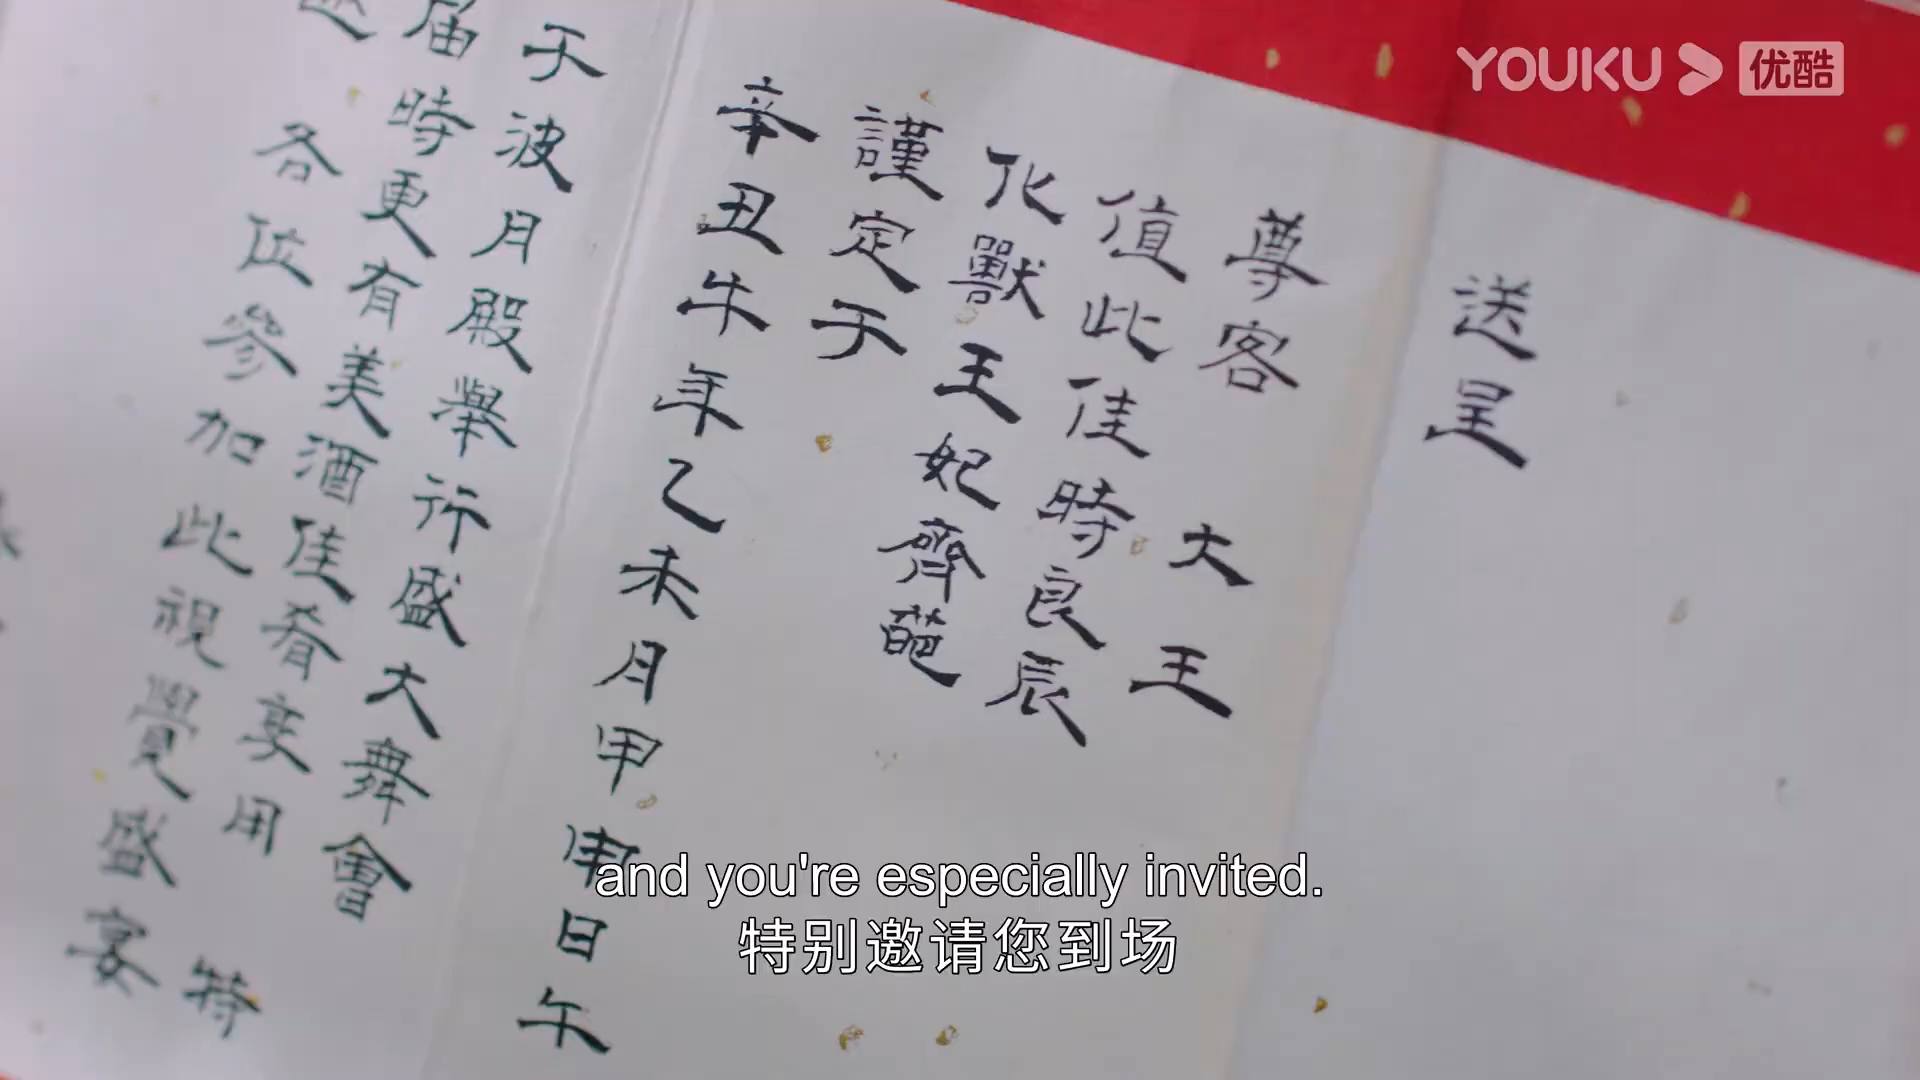 YOUKU 优酷
送呈
尊客 大王
值此佳時良辰
化獸王妃齊葩
謹定于
辛丑牛年乙未月甲申日午
于波月殿舉行盛大舞會
届時更有美酒佳肴享用 特
邀各位參加此視覺盛宴
and you're especially invited.
特别邀请您到场